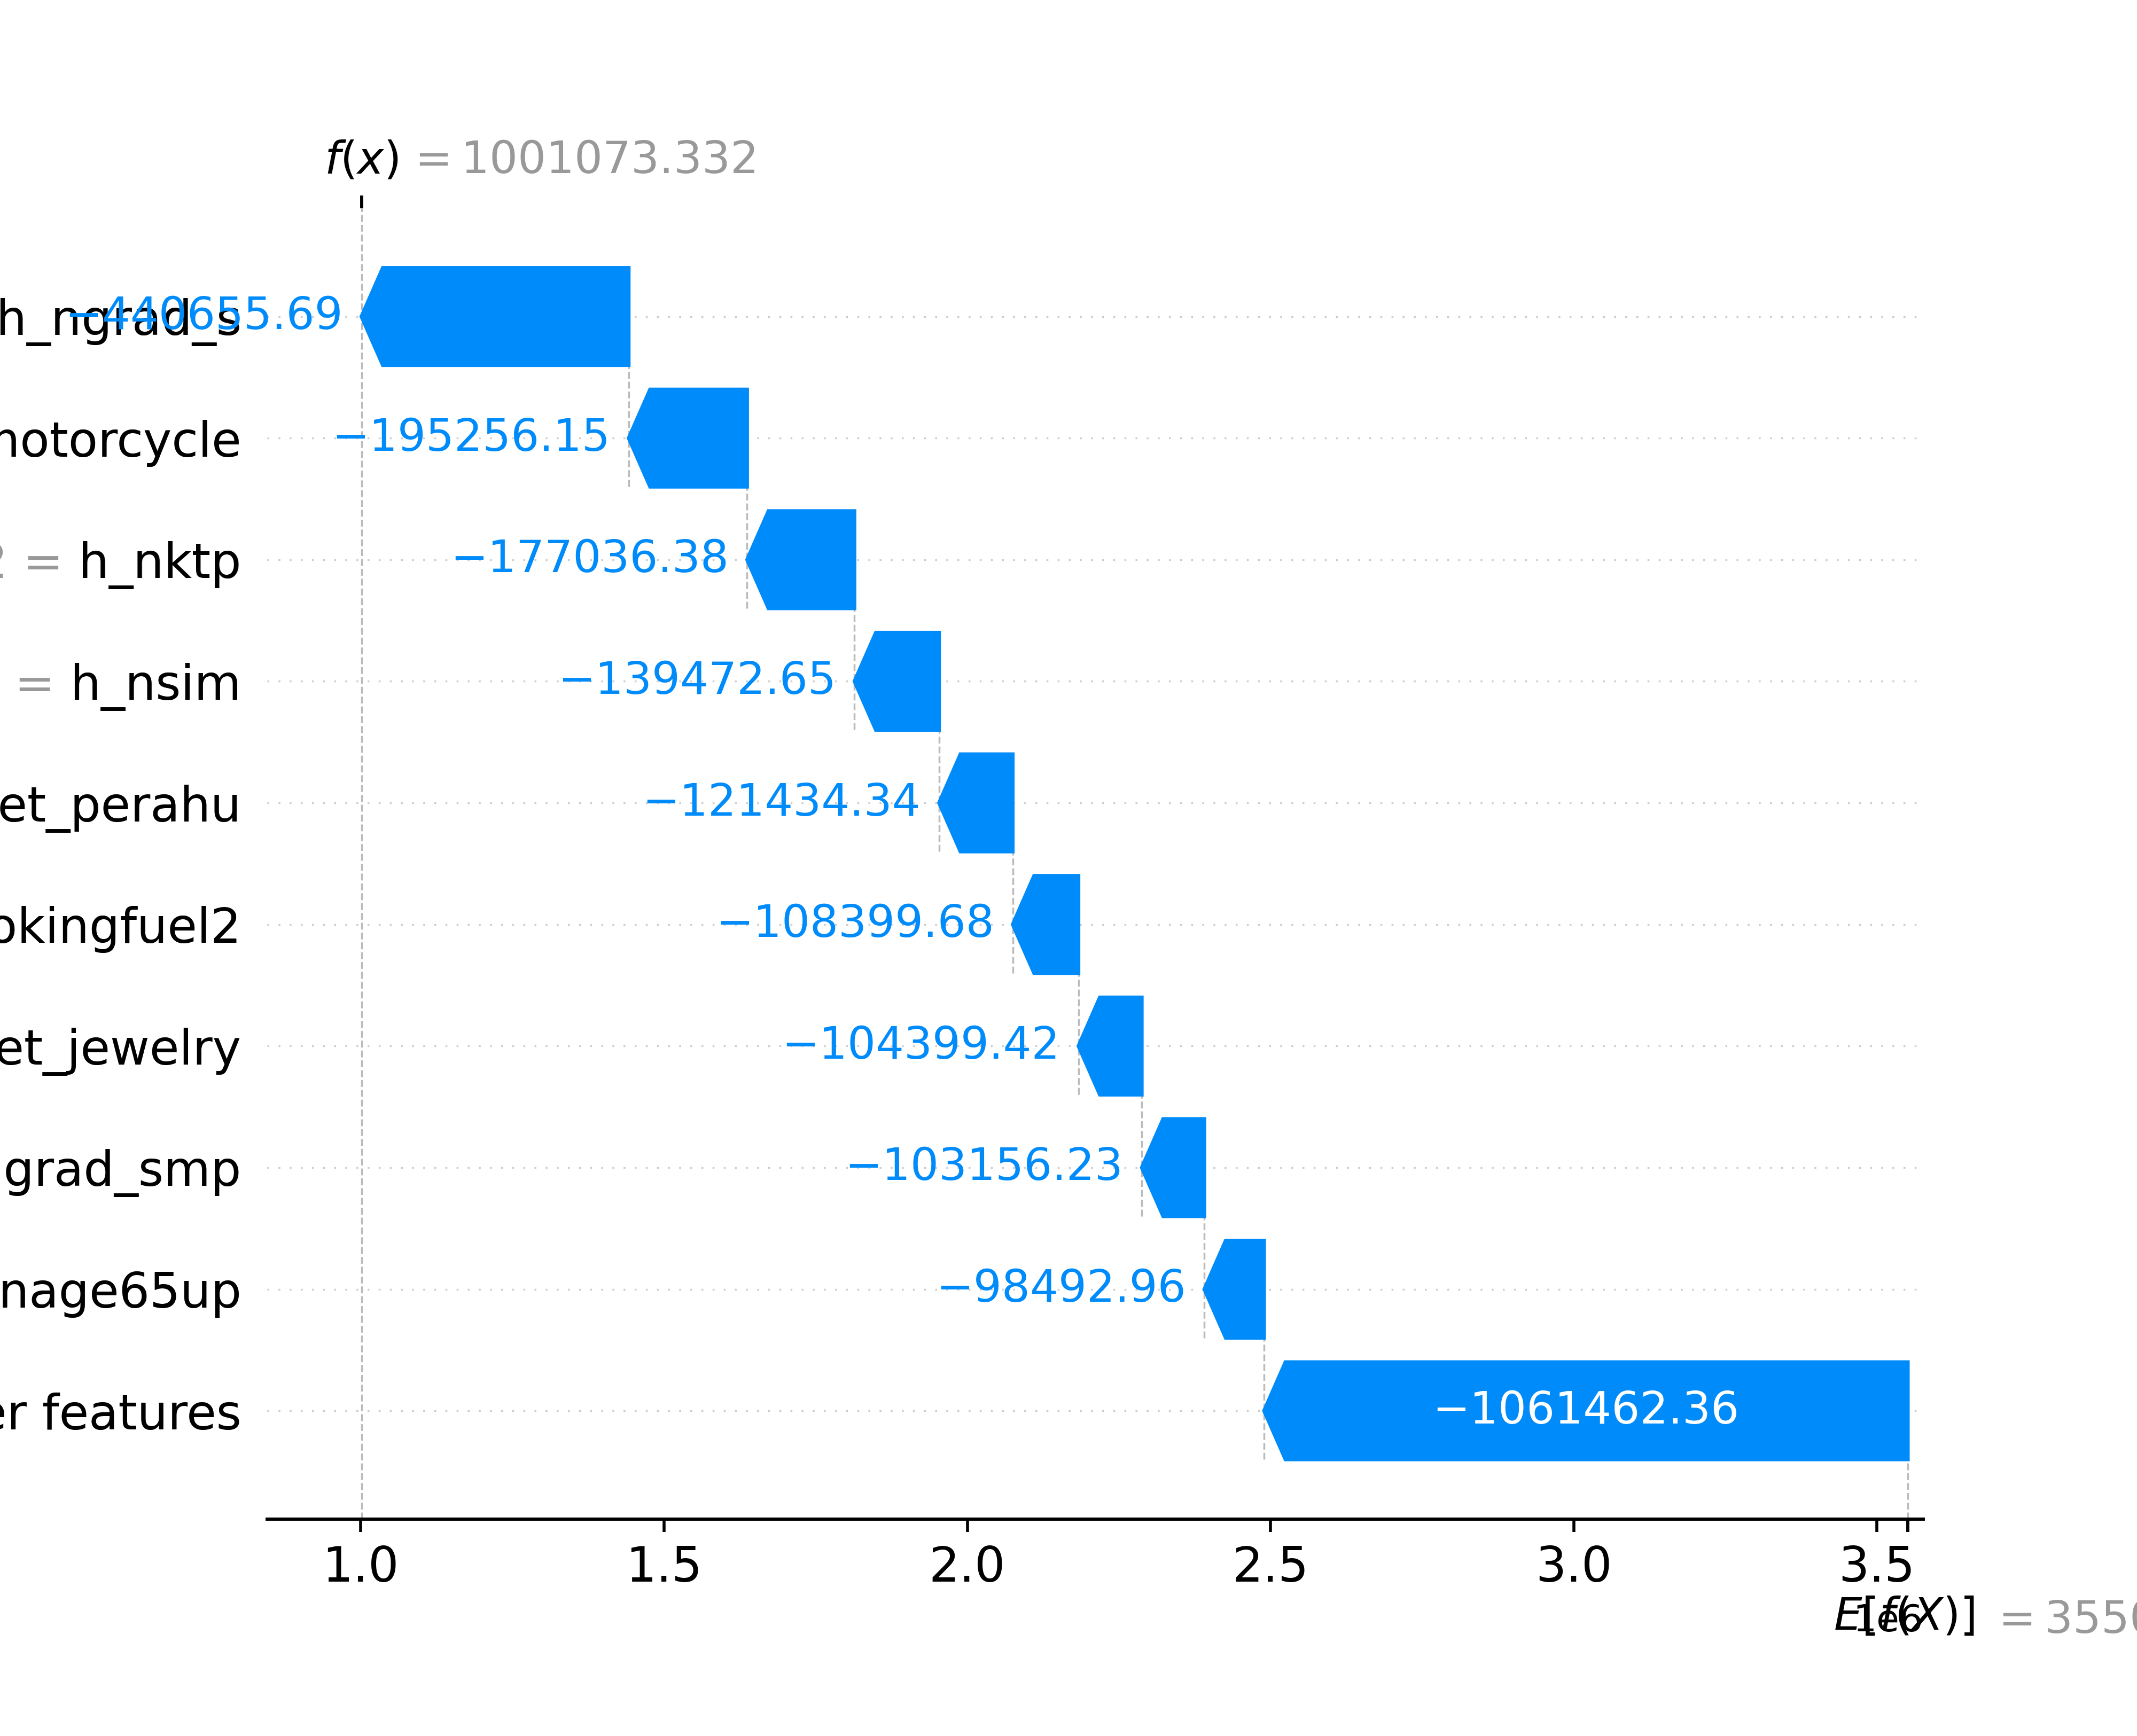 f(x) = 1001073.332
h_ngrad_s −440655.69
motorcycle −195256.15
= h_nktp −177036.38
= h_nsim −139472.65
et_perahu −121434.34
okingfuel2 −108399.68
et_jewelry −104399.42
grad_smp −103156.23
nage65up −98492.96
er features −1061462.36
1.0 1.5 2.0 2.5 3.0 3.5
1e6
E[f(X)] = 3550